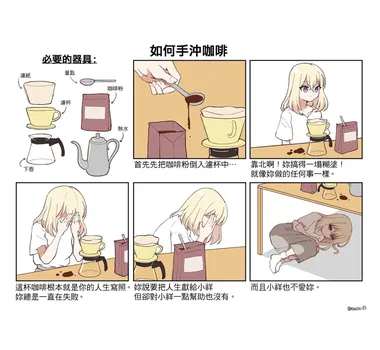 如何手沖咖啡
必要的器具：
濾紙
量匙
咖啡粉
濾杯
熱水
下壺
首先先把咖啡粉倒入濾杯中⋯
靠北啊！妳搞得一塌糊塗！
就像妳做的任何事一樣。
這杯咖啡根本就是你的人生寫照。
妳總是一直在失敗。
妳說要把人生獻給小祥
但卻對小祥一點幫助也沒有。
而且小祥也不愛妳。